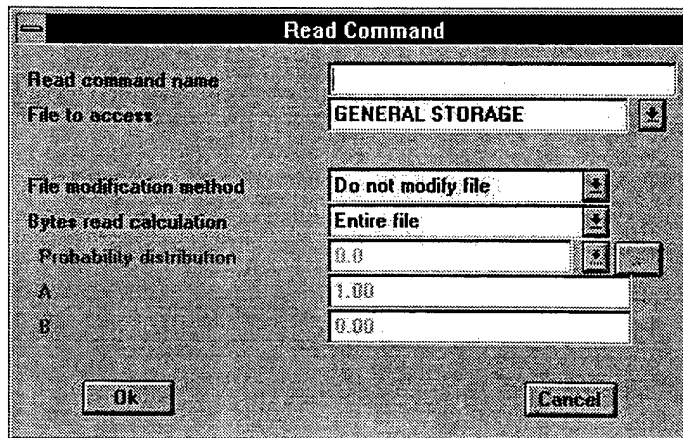 Read Command
Read command name
File to access GENERAL STORAGE
File modification method Do not modify file
Bytes read calculation Entire file
Probability distribution 0.0 ..
A 1.00
B 0.00
Ok Cancel